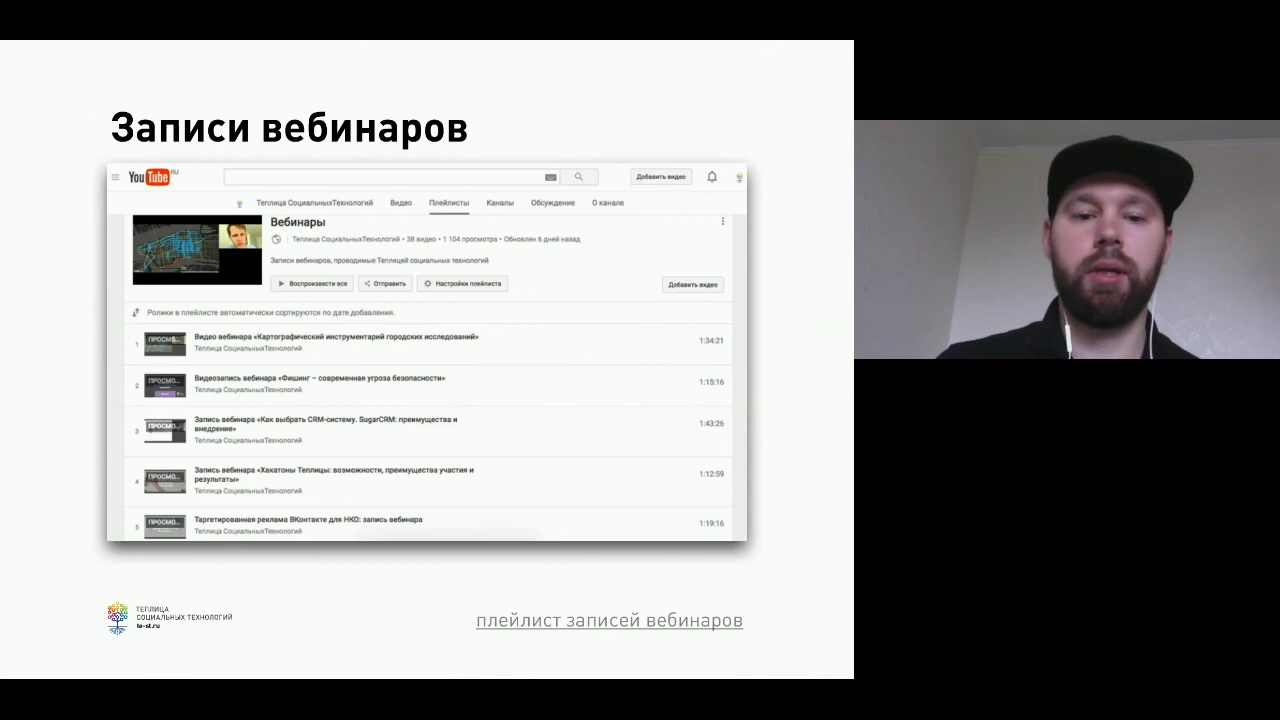 Записи вебинаров
YouTube RU
Добавить видео
Теплица СоциальныхТехнологий Видео Плейлисты Каналы Обсуждение О канале
Вебинары
Теплица СоциальныхТехнологий • 38 видео • 1 104 просмотра • Обновлен 6 дней назад
Записи вебинаров, проводимые Теплицей социальных технологий
Воспроизвести все Отправить Настройки плейлиста Добавить видео
Ролики в плейлисте автоматически сортируются по дате добавления.
1 ПРОСМО... Видео вебинара «Картографический инструментарий городских исследований» 1:34:21
Теплица СоциальныхТехнологий
2 ПРОСМО... Видеозапись вебинара «Фишинг – современная угроза безопасности» 1:15:16
Теплица СоциальныхТехнологий
3 ПРОСМО... Запись вебинара «Как выбрать CRM-систему. SugarCRM: преимущества и 1:43:26
внедрение»
Теплица СоциальныхТехнологий
4 ПРОСМО... Запись вебинара «Хакатоны Теплицы: возможности, преимущества участия и 1:12:59
результаты»
Теплица СоциальныхТехнологий
5 ПРОСМО... Таргетированная реклама ВКонтакте для НКО: запись вебинара 1:19:16
Теплица СоциальныхТехнологий
ТЕПЛИЦА
СОЦИАЛЬНЫХ ТЕХНОЛОГИЙ
te-st.ru
плейлист записей вебинаров